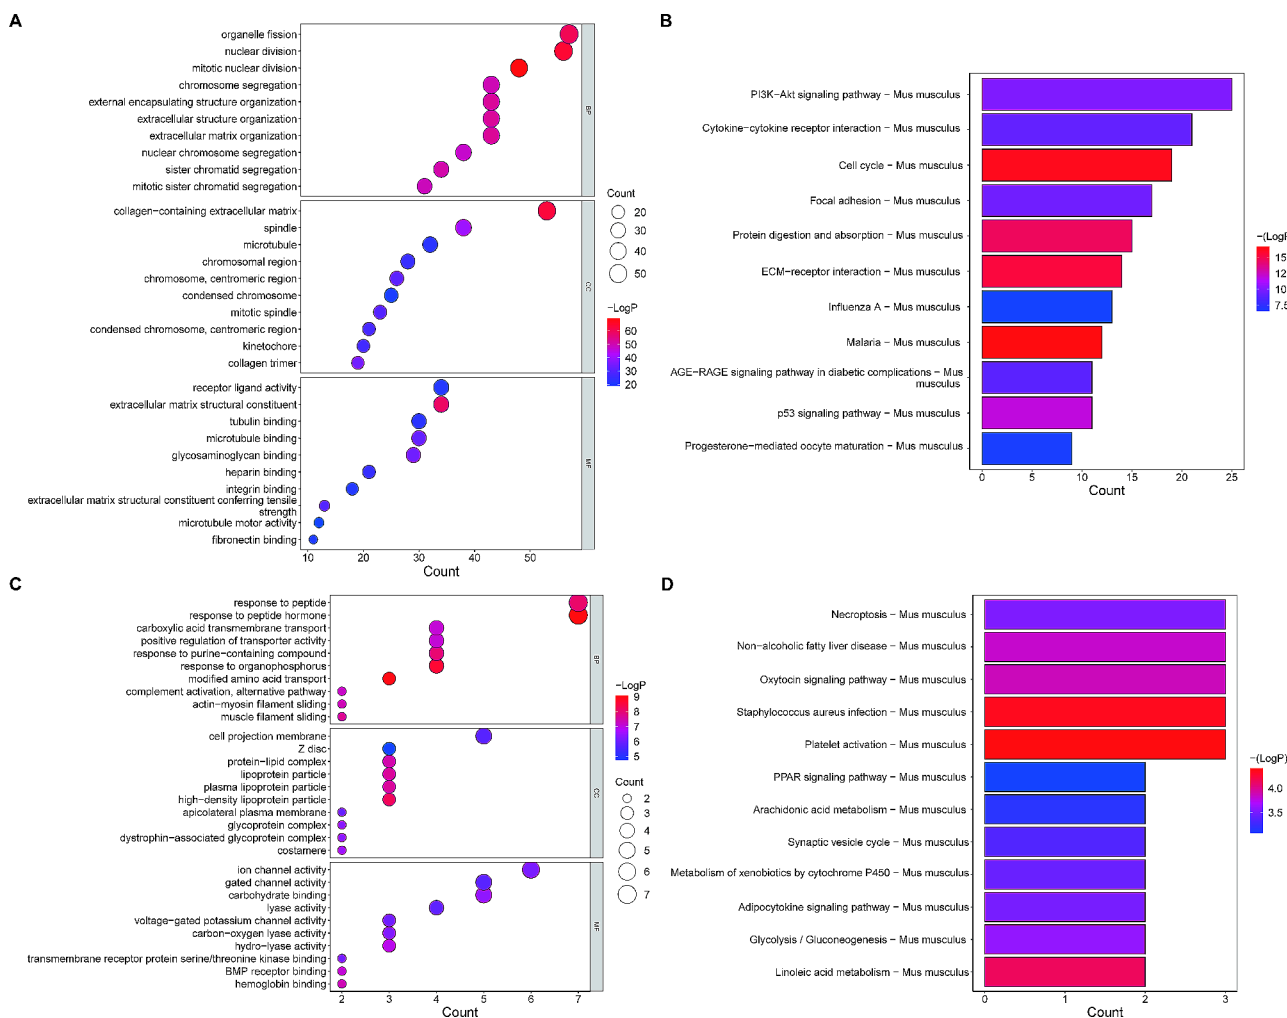 A
organelle fission
nuclear division
mitotic nuclear division
chromosome segregation
external encapsulating structure organization
extracellular structure organization
extracellular matrix organization
nuclear chromosome segregation
sister chromatid segregation
mitotic sister chromatid segregation
BP
collagen−containing extracellular matrix
spindle
microtubule
chromosomal region
chromosome, centromeric region
condensed chromosome
mitotic spindle
condensed chromosome, centromeric region
kinetochore
collagen trimer
CC
receptor ligand activity
extracellular matrix structural constituent
tubulin binding
microtubule binding
glycosaminoglycan binding
heparin binding
integrin binding
extracellular matrix structural constituent conferring tensile
strength
microtubule motor activity
fibronectin binding
MF
10 20 30 40 50
Count
Count
20
30
40
50
−LogP
60
50
40
30
20
B
PI3K−Akt signaling pathway − Mus musculus
Cytokine−cytokine receptor interaction − Mus musculus
Cell cycle − Mus musculus
Focal adhesion − Mus musculus
Protein digestion and absorption − Mus musculus
ECM−receptor interaction − Mus musculus
Influenza A − Mus musculus
Malaria − Mus musculus
AGE−RAGE signaling pathway in diabetic complications − Mus
musculus
p53 signaling pathway − Mus musculus
Progesterone−mediated oocyte maturation − Mus musculus
0 5 10 15 20 25
Count
−(LogP
15
12
10
7.5
C
response to peptide
response to peptide hormone
carboxylic acid transmembrane transport
positive regulation of transporter activity
response to purine−containing compound
response to organophosphorus
modified amino acid transport
complement activation, alternative pathway
actin−myosin filament sliding
muscle filament sliding
BP
cell projection membrane
Z disc
protein−lipid complex
lipoprotein particle
plasma lipoprotein particle
high−density lipoprotein particle
apicolateral plasma membrane
glycoprotein complex
dystrophin−associated glycoprotein complex
costamere
CC
ion channel activity
gated channel activity
carbohydrate binding
lyase activity
voltage−gated potassium channel activity
carbon−oxygen lyase activity
hydro−lyase activity
transmembrane receptor protein serine/threonine kinase binding
BMP receptor binding
hemoglobin binding
MF
2 3 4 5 6 7
Count
−LogP
9
8
7
6
5
Count
2
3
4
5
6
7
D
Necroptosis − Mus musculus
Non−alcoholic fatty liver disease − Mus musculus
Oxytocin signaling pathway − Mus musculus
Staphylococcus aureus infection − Mus musculus
Platelet activation − Mus musculus
PPAR signaling pathway − Mus musculus
Arachidonic acid metabolism − Mus musculus
Synaptic vesicle cycle − Mus musculus
Metabolism of xenobiotics by cytochrome P450 − Mus musculus
Adipocytokine signaling pathway − Mus musculus
Glycolysis / Gluconeogenesis − Mus musculus
Linoleic acid metabolism − Mus musculus
0 1 2 3
Count
−(LogP)
4.0
3.5